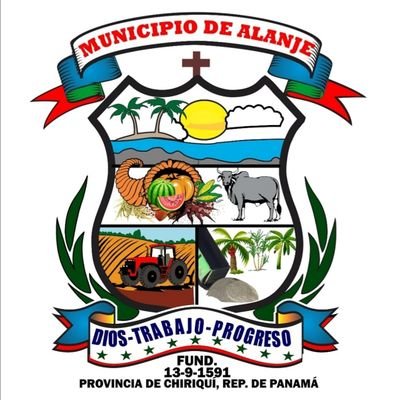 MUNICIPIO DE ALANJE
DIOS-TRABAJO-PROGRESO
FUND.
13-9-1591
PROVINCIA DE CHIRIQUÍ, REP. DE PANAMÁ